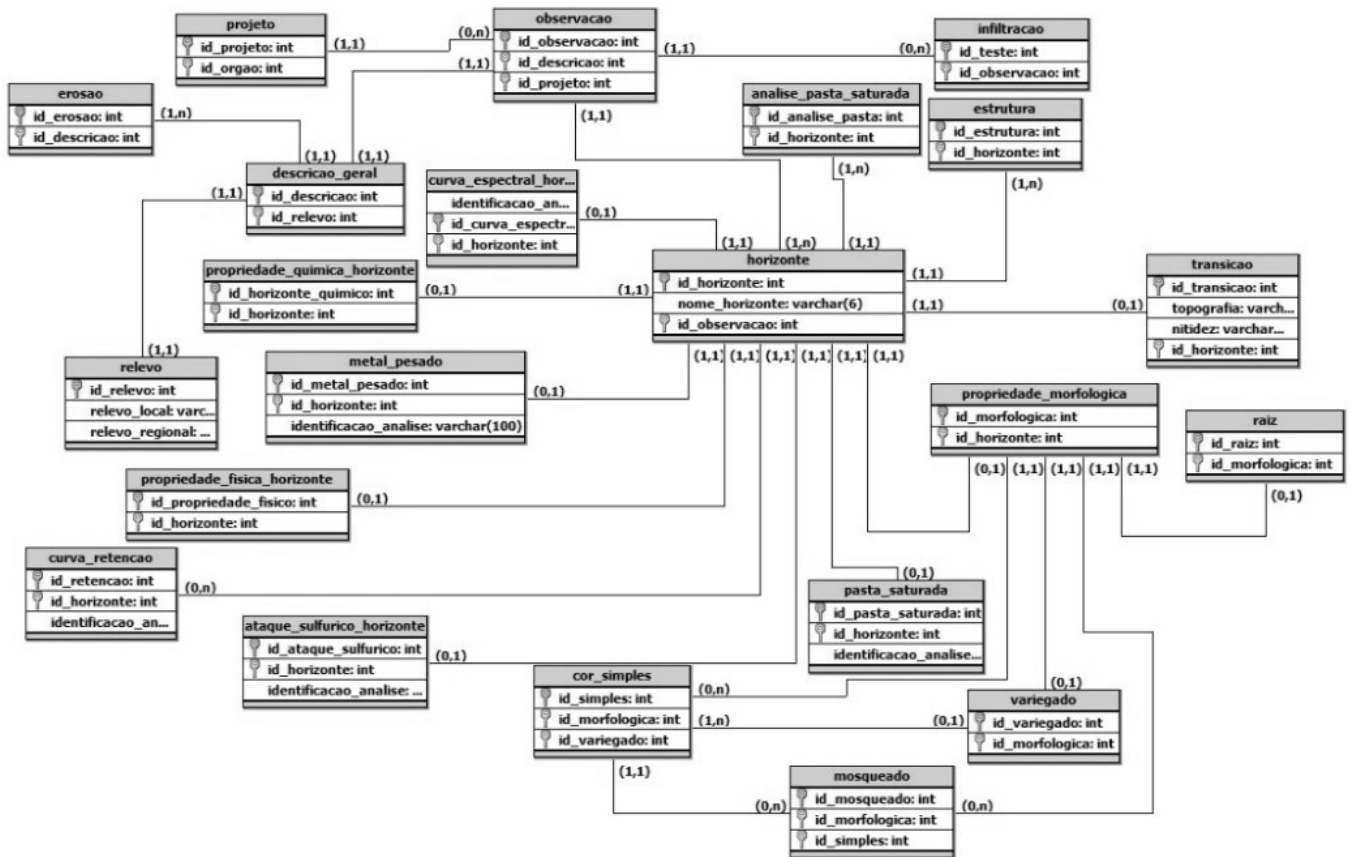 projeto
id_projeto: int
id_orgao: int
(1,1)
(0,n)
observacao
id_observacao: int
id_descricao: int
id_projeto: int
(1,1)
(1,1)
(1,1)
(0,n)
infiltracao
id_teste: int
id_observacao: int
erosao
id_erosao: int
id_descricao: int
(1,n)
(1,1)
(1,1)
analise_pasta_saturada
id_analise_pasta: int
id_horizonte: int
(1,n)
estrutura
id_estrutura: int
id_horizonte: int
(1,n)
descricao_geral
id_descricao: int
id_relevo: int
(1,1)
curva_espectral_hor...
identificacao_an...
id_curva_espectr...
id_horizonte: int
(0,1)
(1,1)
(1,n)
(1,1)
horizonte
id_horizonte: int
nome_horizonte: varchar(6)
id_observacao: int
(1,1)
(1,1)
(0,1)
transicao
id_transicao: int
topografia: varch...
nitidez: varchar...
id_horizonte: int
propriedade_quimica_horizonte
id_horizonte_quimico: int
id_horizonte: int
(0,1)
(1,1)
(1,1)
(1,1)
(1,1)
(1,1)
(1,1)
(1,1)
(1,1)
(1,1)
relevo
id_relevo: int
relevo_local: varc...
relevo_regional: ...
metal_pesado
id_metal_pesado: int
id_horizonte: int
identificacao_analise: varchar(100)
(0,1)
propriedade_morfologica
id_morfologica: int
id_horizonte: int
(0,1)
(1,1)
(1,1)
(1,1)
(1,1)
raiz
id_raiz: int
id_morfologica: int
(0,1)
propriedade_fisica_horizonte
id_propriedade_fisico: int
id_horizonte: int
(0,1)
curva_retencao
id_retencao: int
id_horizonte: int
identificacao_an...
(0,n)
(0,1)
pasta_saturada
id_pasta_saturada: int
id_horizonte: int
identificacao_analise...
ataque_sulfurico_horizonte
id_ataque_sulfurico: int
id_horizonte: int
identificacao_analise: ...
(0,1)
cor_simples
id_simples: int
id_morfologica: int
id_variegado: int
(0,n)
(1,n)
(1,1)
(0,1)
(0,1)
variegado
id_variegado: int
id_morfologica: int
mosqueado
id_mosqueado: int
id_morfologica: int
id_simples: int
(0,n)
(0,n)